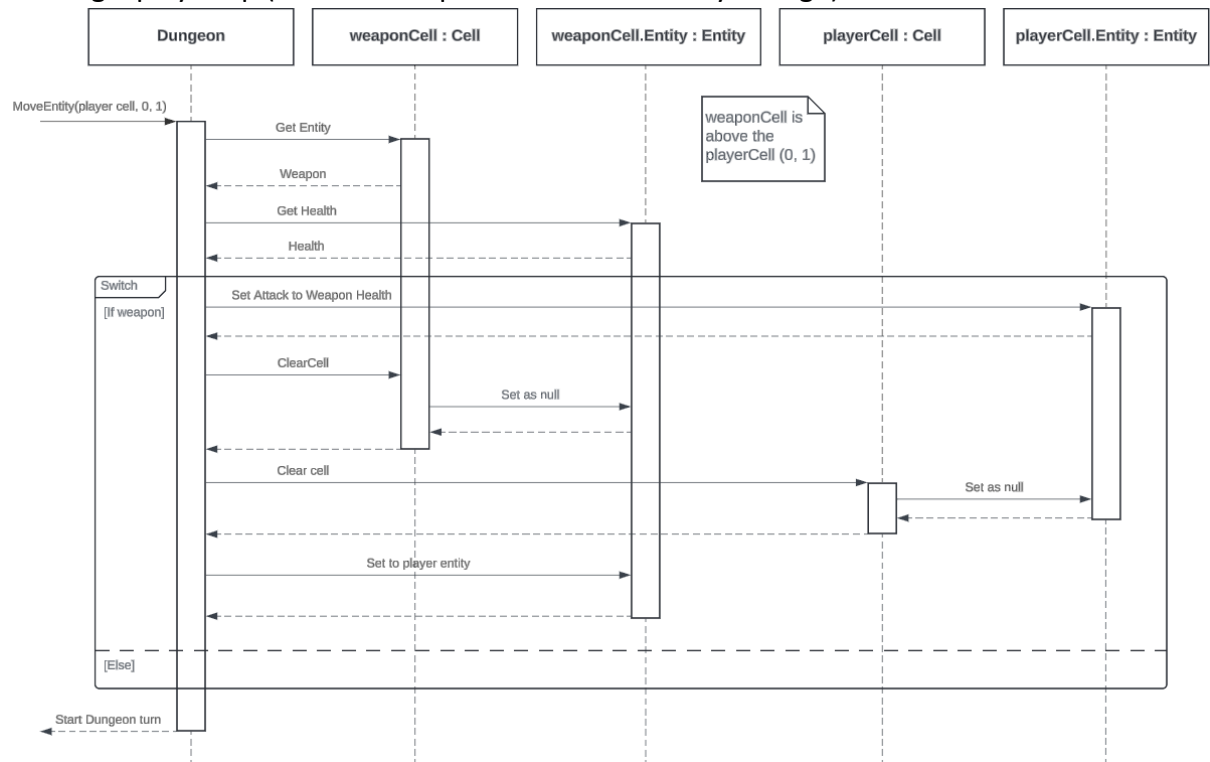 Dungeon
weaponCell : Cell
weaponCell.Entity : Entity
playerCell : Cell
playerCell.Entity : Entity
MoveEntity(player cell, 0, 1)
weaponCell is
above the
playerCell (0, 1)
Get Entity
Weapon
Get Health
Health
Switch
[If weapon]
Set Attack to Weapon Health
ClearCell
Set as null
Clear cell
Set as null
Set to player entity
[Else]
Start Dungeon turn